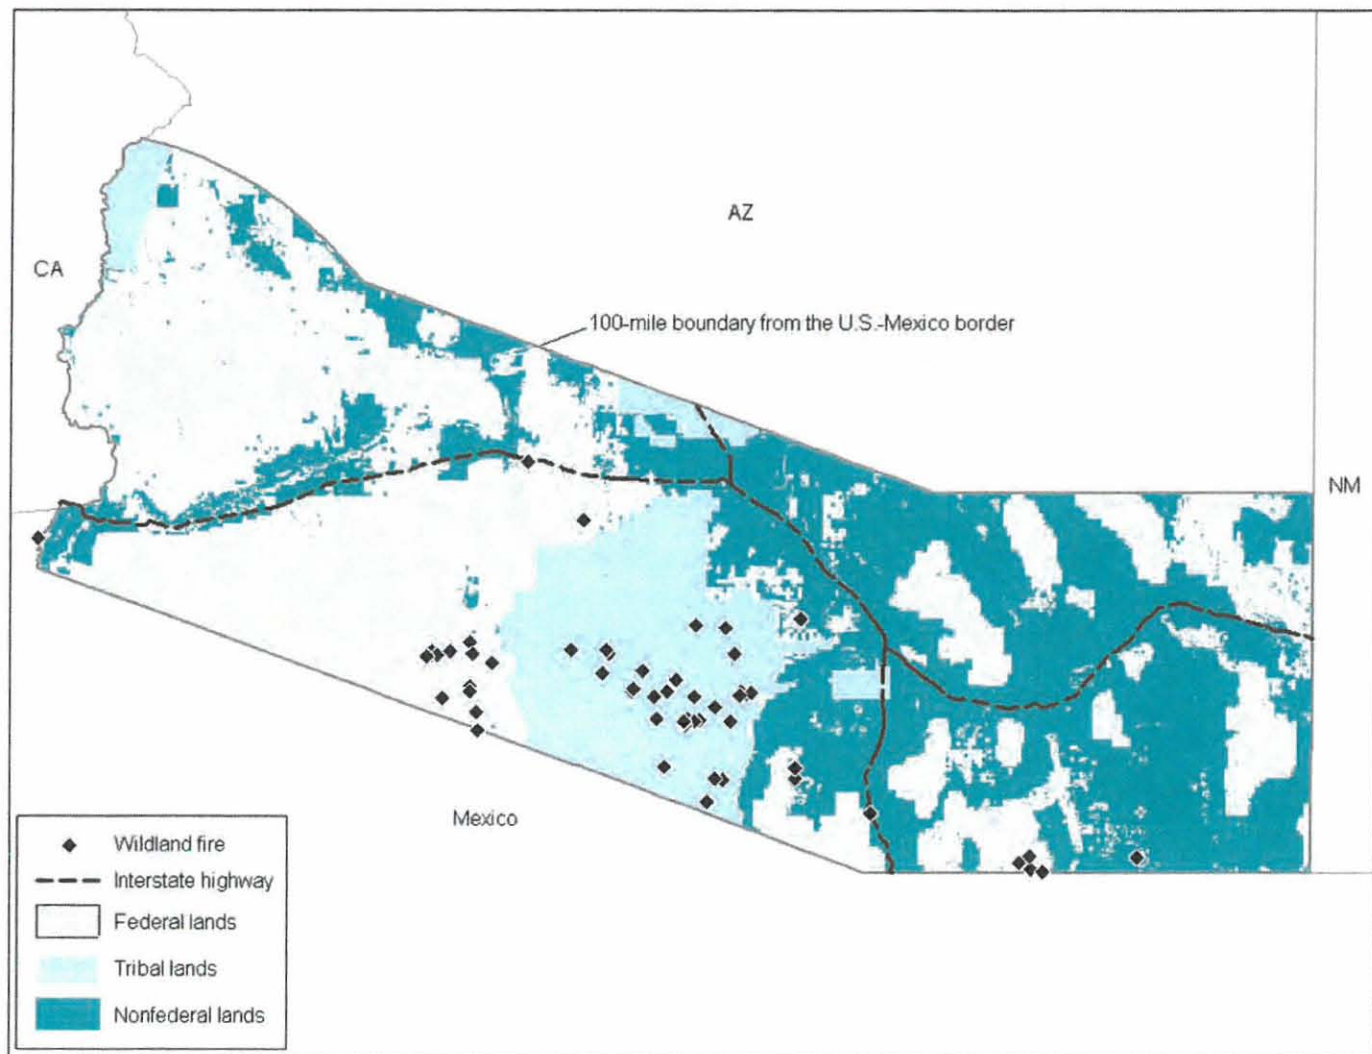 AZ
CA
100-mile boundary from the U.S.-Mexico border
NM
Mexico
Wildland fire
Interstate highway
Federal lands
Tribal lands
Nonfederal lands